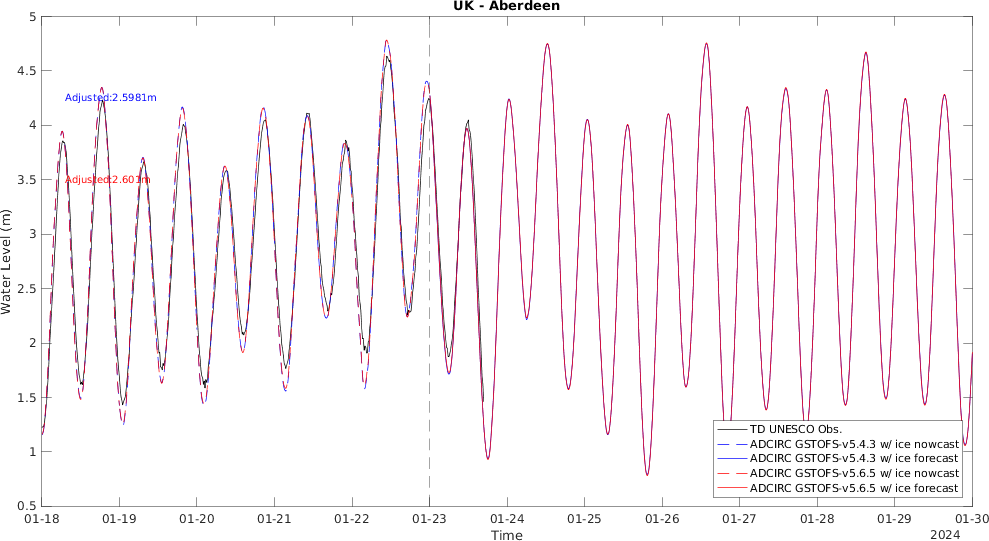 UK - Aberdeen
5
4.5
4
3.5
3
2.5
2
1.5
1
0.5
Water Level (m)
Adjusted:2.5981m
Adjusted:2.601m
TD UNESCO Obs.
ADCIRC GSTOFS-v5.4.3 w/ ice nowcast
ADCIRC GSTOFS-v5.4.3 w/ ice forecast
ADCIRC GSTOFS-v5.6.5 w/ ice nowcast
ADCIRC GSTOFS-v5.6.5 w/ ice forecast
01-18 01-19 01-20 01-21 01-22 01-23 01-24 01-25 01-26 01-27 01-28 01-29 01-30
Time
2024